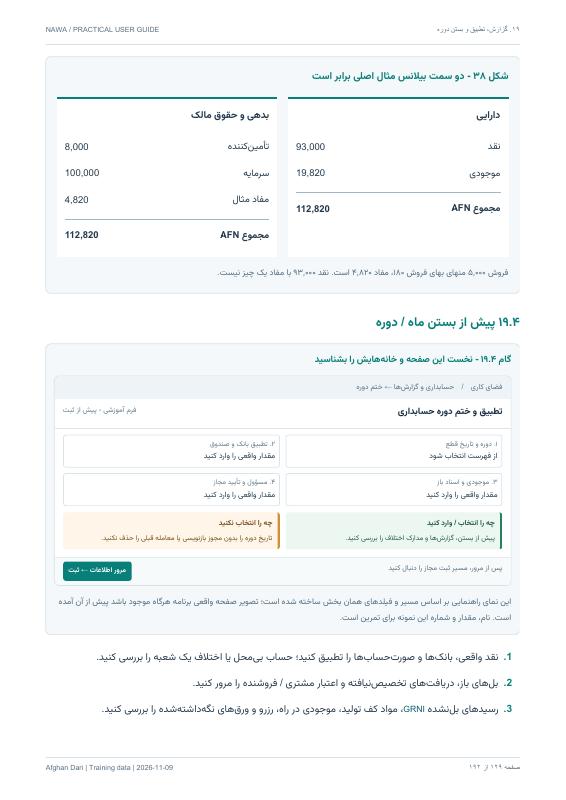 NAWA / PRACTICAL USER GUIDE
۱۹. گزارش، تطبیق و بستن دوره
شکل ۳۸ - دو سمت بیلانس مثال اصلی برابر است
دارایی
نقد 93,000
موجودی 19,820
مجموع AFN 112,820
بدهی و حقوق مالک
تأمین‌کننده 8,000
سرمایه 100,000
مفاد مثال 4,820
مجموع AFN 112,820
فروش ۵,۰۰۰ منهای بهای فروش ۱۸۰، مفاد ۴,۸۲۰ است. نقد ۹۳,۰۰۰ با مفاد یک چیز نیست.
۱۹.۴ پیش از بستن ماه / دوره
گام ۱۹.۴ - نخست این صفحه و خانه‌هایش را بشناسید
فضای کاری / حسابداری و گزارش‌ها ← ختم دوره
تطبیق و ختم دوره حسابداری
فرم آموزشی - پیش از ثبت
۱. دوره و تاریخ قطع
از فهرست انتخاب شود
۲. تطبیق بانک و صندوق
مقدار واقعی را وارد کنید
۳. موجودی و اسناد باز
مقدار واقعی را وارد کنید
۴. مسؤول و تأیید مجاز
مقدار واقعی را وارد کنید
چه را انتخاب / وارد کنید
پیش از بستن، گزارش‌ها و مدارک اختلاف را بررسی کنید.
چه را انتخاب نکنید
تاریخ دوره را بدون مجوز بازنویسی یا معامله قبلی را حذف نکنید.
پس از مرور، مسیر ثبت مجاز را دنبال کنید
مرور اطلاعات ← ثبت
این نمای راهنمایی بر اساس مسیر و فیلدهای همان بخش ساخته شده است؛ تصویر صفحه واقعی برنامه هرگاه موجود باشد پیش از آن آمده
است. نام، مقدار و شماره این نمونه برای تمرین است.
1. نقد واقعی، بانک‌ها و صورت‌حساب‌ها را تطبیق کنید؛ حساب بی‌محل یا اختلاف یک شعبه را بررسی کنید.
2. بل‌های باز، دریافت‌های تخصیص‌نیافته و اعتبار مشتری / فروشنده را مرور کنید.
3. رسیدهای بل‌نشده GRNI، مواد کف تولید، موجودی در راه، رزرو و ورق‌های نگه‌داشته‌شده را بررسی کنید.
Afghan Dari | Training data | 2026-11-09
صفحه ۱۲۹ از ۱۹۲